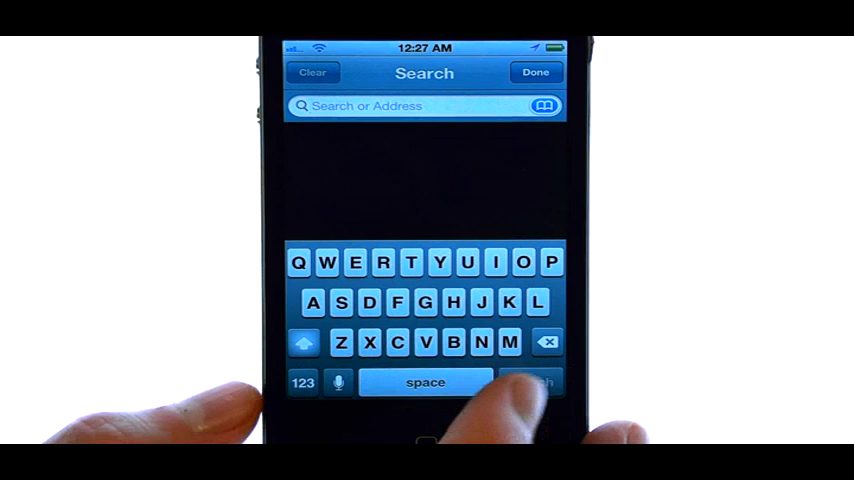 12:27 AM
Clear Search Done
Search or Address
Q W E R T Y U I O P
A S D F G H J K L
Z X C V B N M
123 space